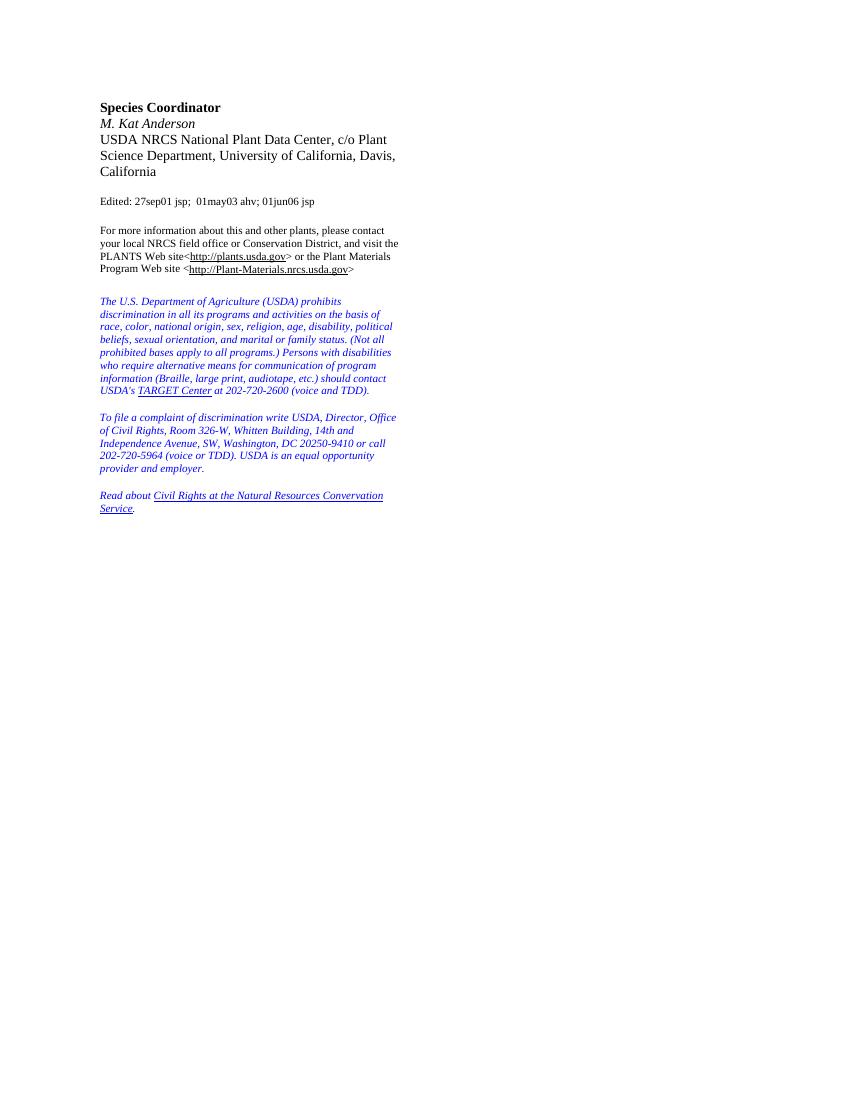 Species Coordinator
M. Kat Anderson
USDA NRCS National Plant Data Center, c/o Plant
Science Department, University of California, Davis,
California
Edited: 27sep01 jsp;  01may03 ahv; 01jun06 jsp
For more information about this and other plants, please contact
your local NRCS field office or Conservation District, and visit the
PLANTS Web site<http://plants.usda.gov> or the Plant Materials
Program Web site <http://Plant-Materials.nrcs.usda.gov>
The U.S. Department of Agriculture (USDA) prohibits
discrimination in all its programs and activities on the basis of
race, color, national origin, sex, religion, age, disability, political
beliefs, sexual orientation, and marital or family status. (Not all
prohibited bases apply to all programs.) Persons with disabilities
who require alternative means for communication of program
information (Braille, large print, audiotape, etc.) should contact
USDA's TARGET Center at 202-720-2600 (voice and TDD).
To file a complaint of discrimination write USDA, Director, Office
of Civil Rights, Room 326-W, Whitten Building, 14th and
Independence Avenue, SW, Washington, DC 20250-9410 or call
202-720-5964 (voice or TDD). USDA is an equal opportunity
provider and employer.
Read about Civil Rights at the Natural Resources Convervation
Service.